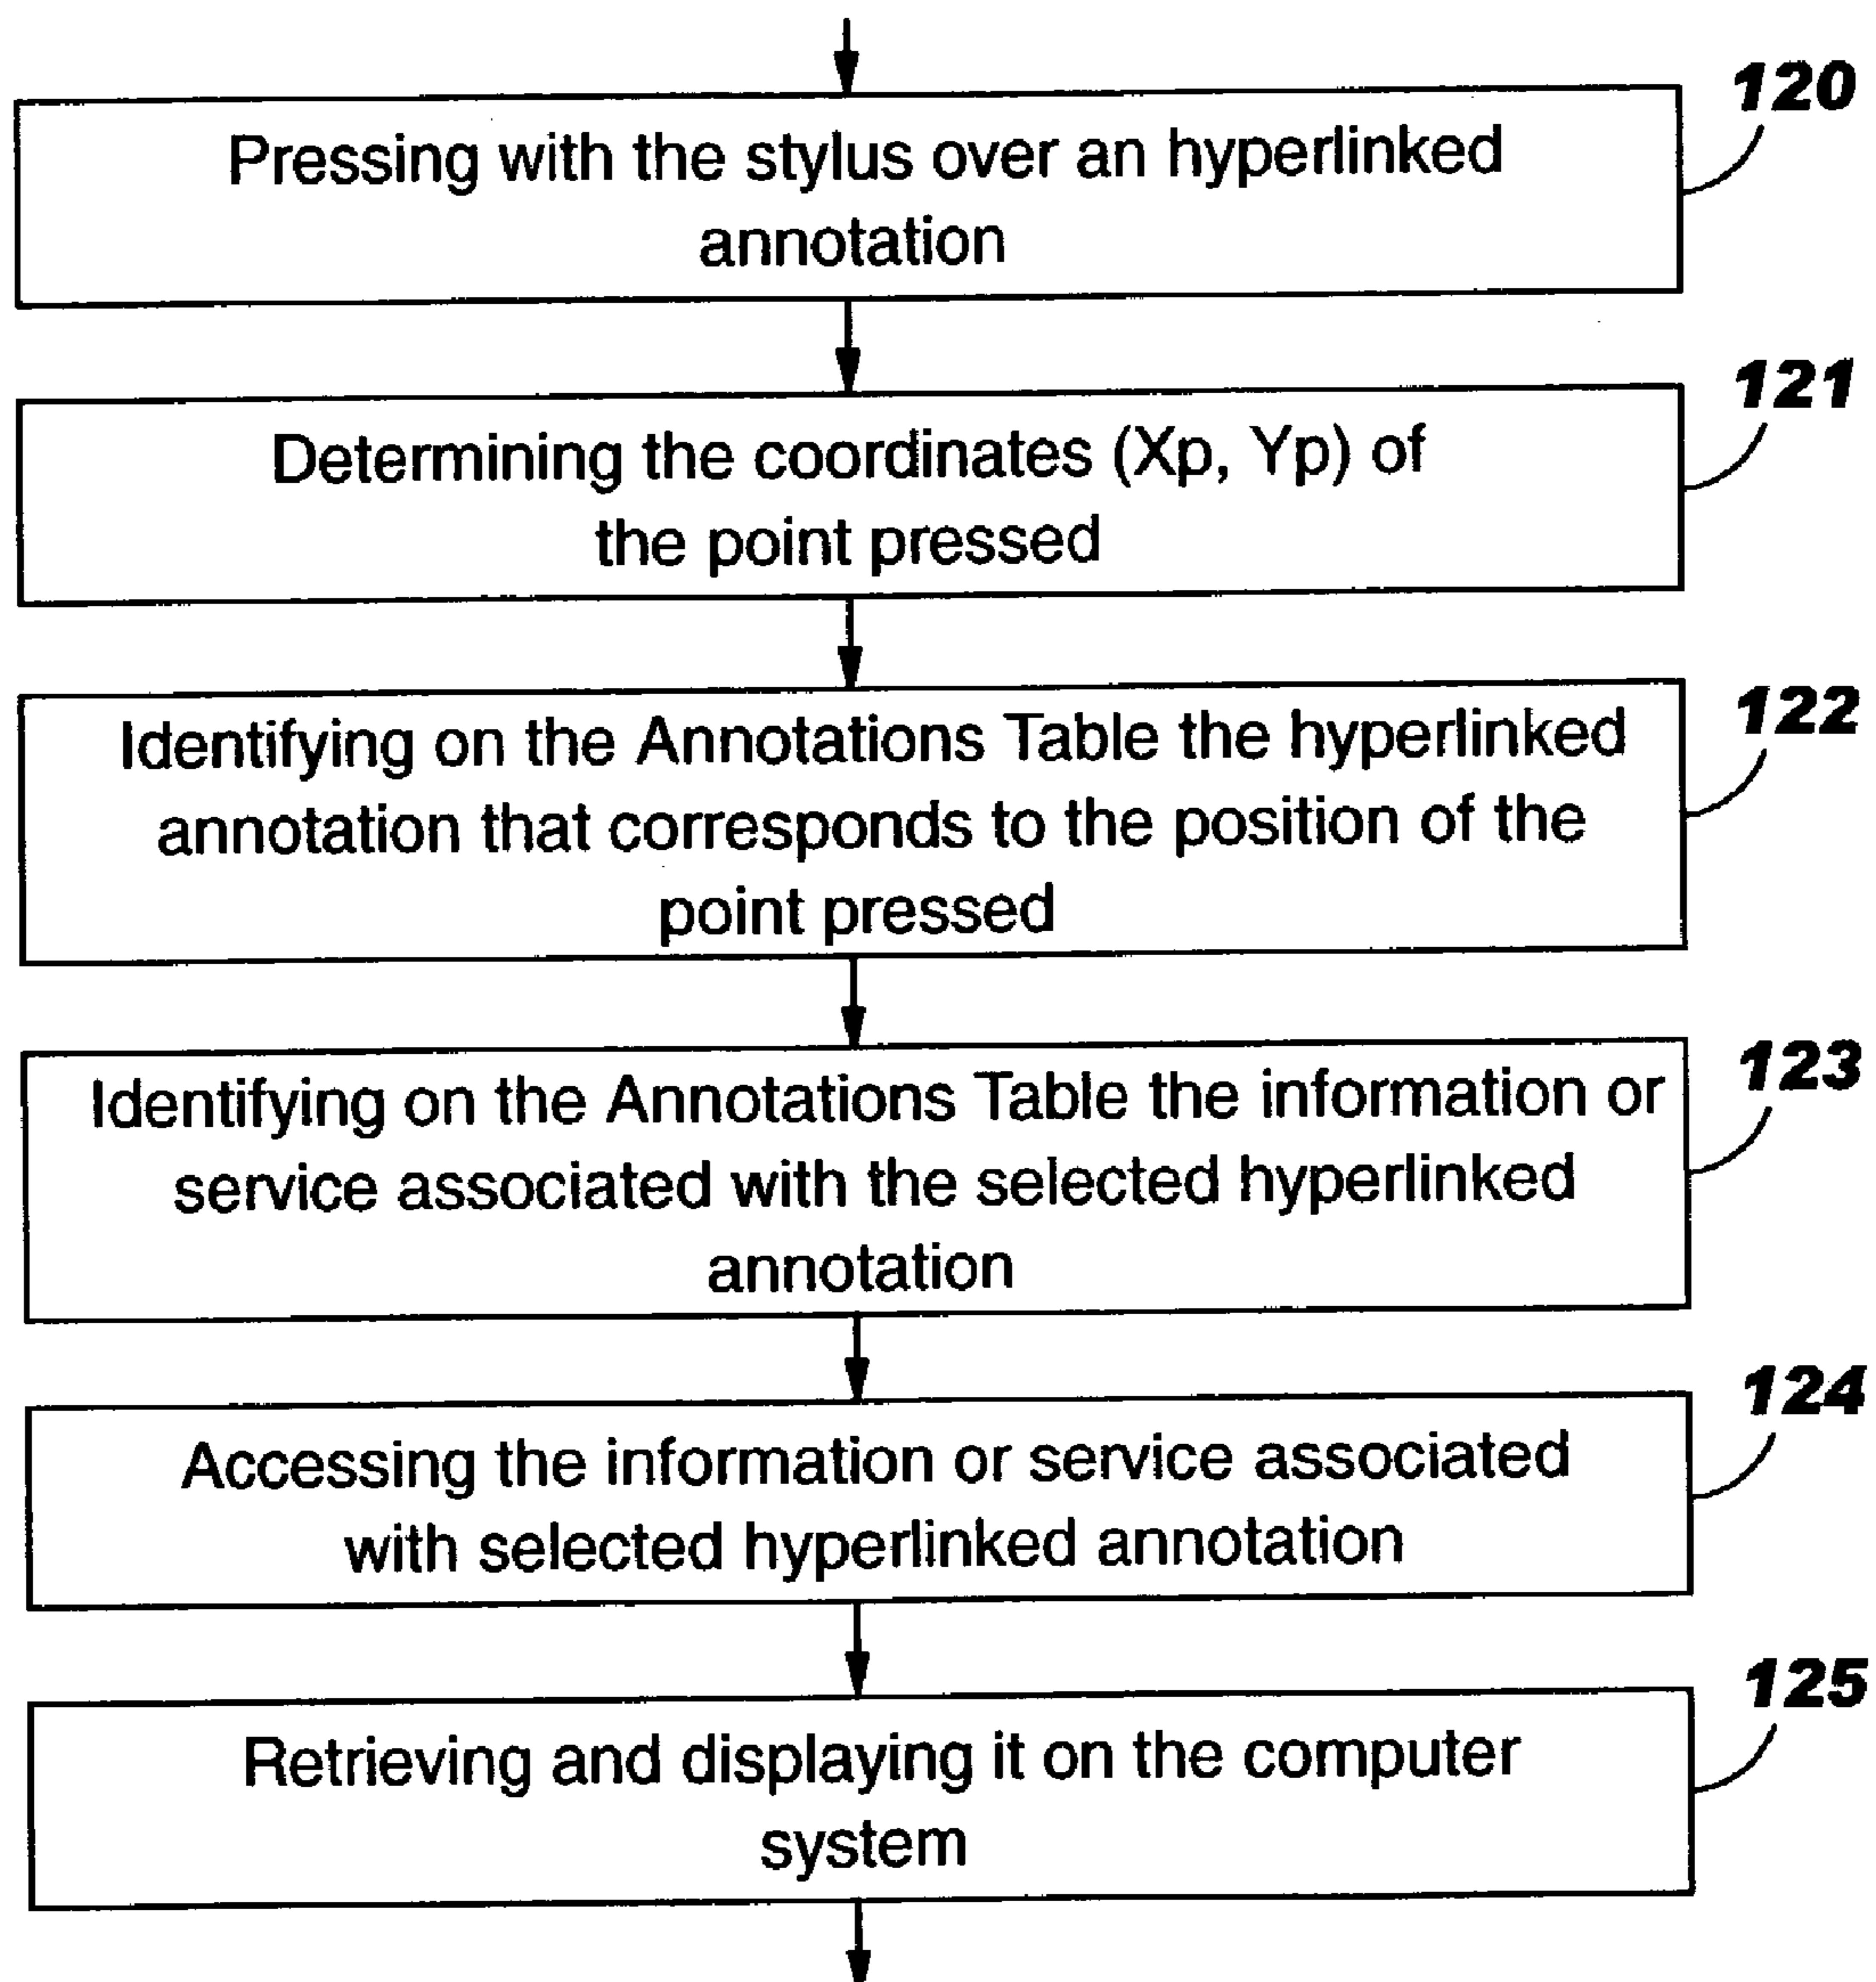 120
Pressing with the stylus over an hyperlinked
annotation
121
Determining the coordinates (Xp, Yp) of
the point pressed
122
Identifying on the Annotations Table the hyperlinked
annotation that corresponds to the position of the
point pressed
123
Identifying on the Annotations Table the information or
service associated with the selected hyperlinked
annotation
124
Accessing the information or service associated
with selected hyperlinked annotation
125
Retrieving and displaying it on the computer
system